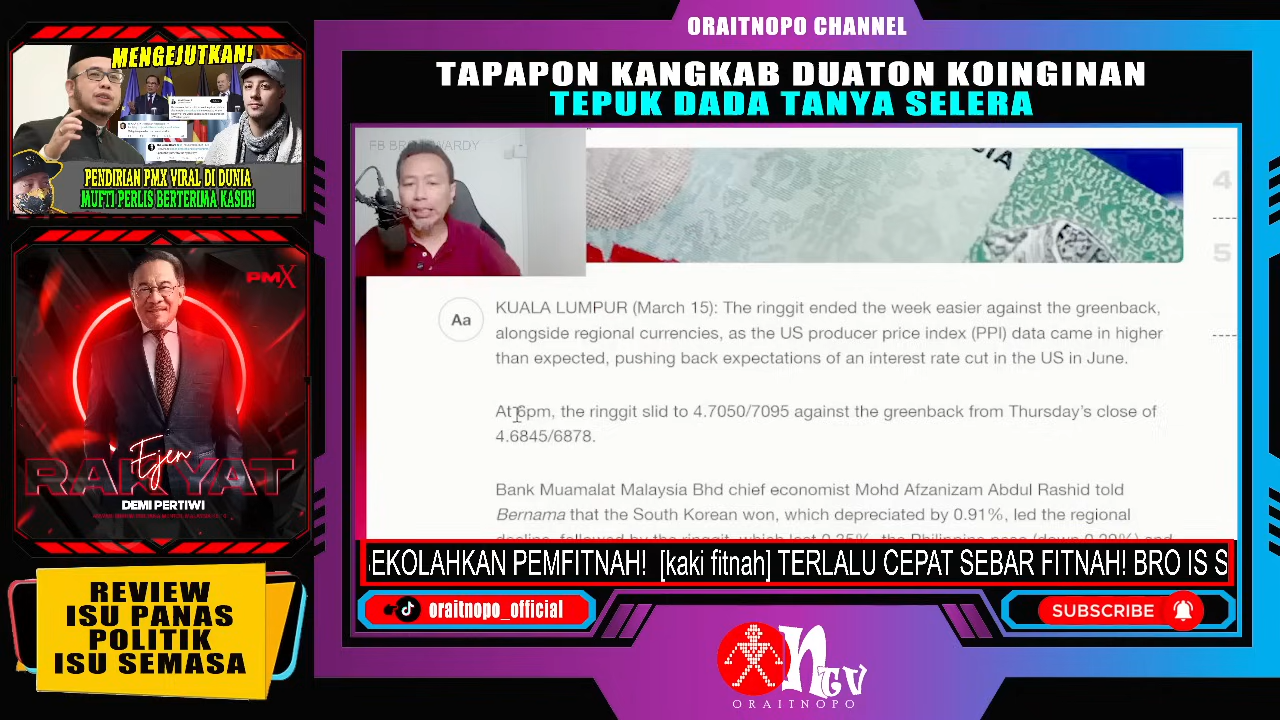 ORAITNOPO CHANNEL
TAPAPON KANGKAB DUATON KOINGINAN
TEPUK DADA TANYA SELERA
MENGEJUTKAN!
PENDIRIAN PMX VIRAL DI DUNIA
MUFTI PERLIS BERTERIMA KASIH!
PMX
Ejen
RAKYAT
DEMI PERTIWI
REVIEW
ISU PANAS
POLITIK
ISU SEMASA
4
5
Aa
KUALA LUMPUR (March 15): The ringgit ended the week easier against the greenback,
alongside regional currencies, as the US producer price index (PPI) data came in higher
than expected, pushing back expectations of an interest rate cut in the US in June.
At 6pm, the ringgit slid to 4.7050/7095 against the greenback from Thursday's close of
4.6845/6878.
Bank Muamalat Malaysia Bhd chief economist Mohd Afzanizam Abdul Rashid told
Bernama that the South Korean won, which depreciated by 0.91%, led the regional
EKOLAHKAN PEMFITNAH! [kaki fitnah] TERLALU CEPAT SEBAR FITNAH! BRO IS S
oraitnopo_official
SUBSCRIBE
n TV
ORAITNOPO